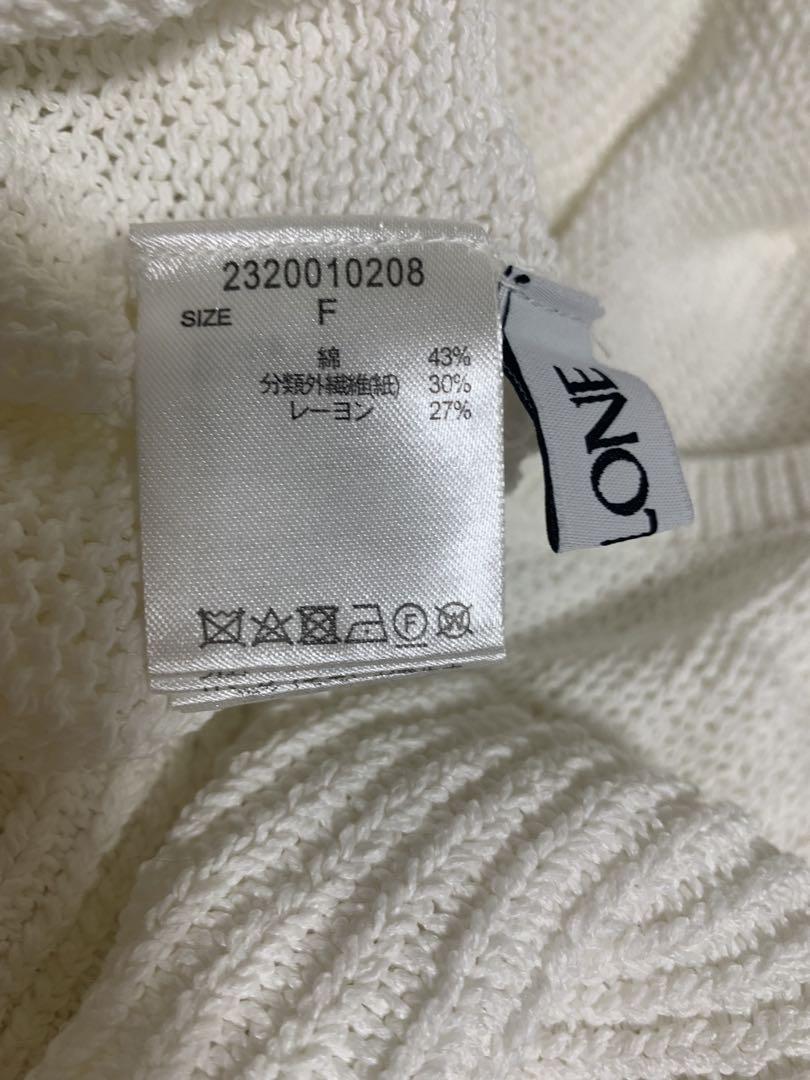 2320010208
SIZE F
綿 43%
分類外繊維(紙) 30%
レーヨン 27%
F
W
LONE